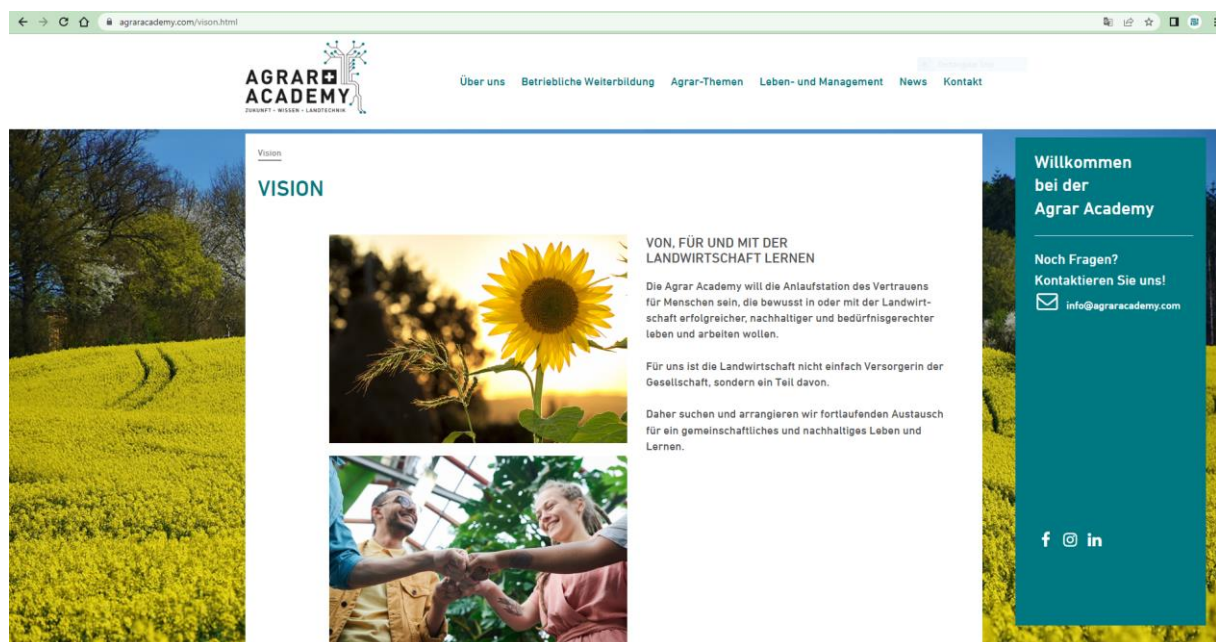 agraracademy.com/vison.html
AGRAR
ACADEMY
ZUKUNFT - WISSEN - LANDTECHNIK
Über uns Betriebliche Weiterbildung Agrar-Themen Leben- und Management News Kontakt
Vision
VISION
VON, FÜR UND MIT DER
LANDWIRTSCHAFT LERNEN
Die Agrar Academy will die Anlaufstation des Vertrauens
für Menschen sein, die bewusst in oder mit der Landwirt-
schaft erfolgreicher, nachhaltiger und bedürfnisgerechter
leben und arbeiten wollen.
Für uns ist die Landwirtschaft nicht einfach Versorgerin der
Gesellschaft, sondern ein Teil davon.
Daher suchen und arrangieren wir fortlaufenden Austausch
für ein gemeinschaftliches und nachhaltiges Leben und
Lernen.
Willkommen
bei der
Agrar Academy
Noch Fragen?
Kontaktieren Sie uns!
info@agraracademy.com